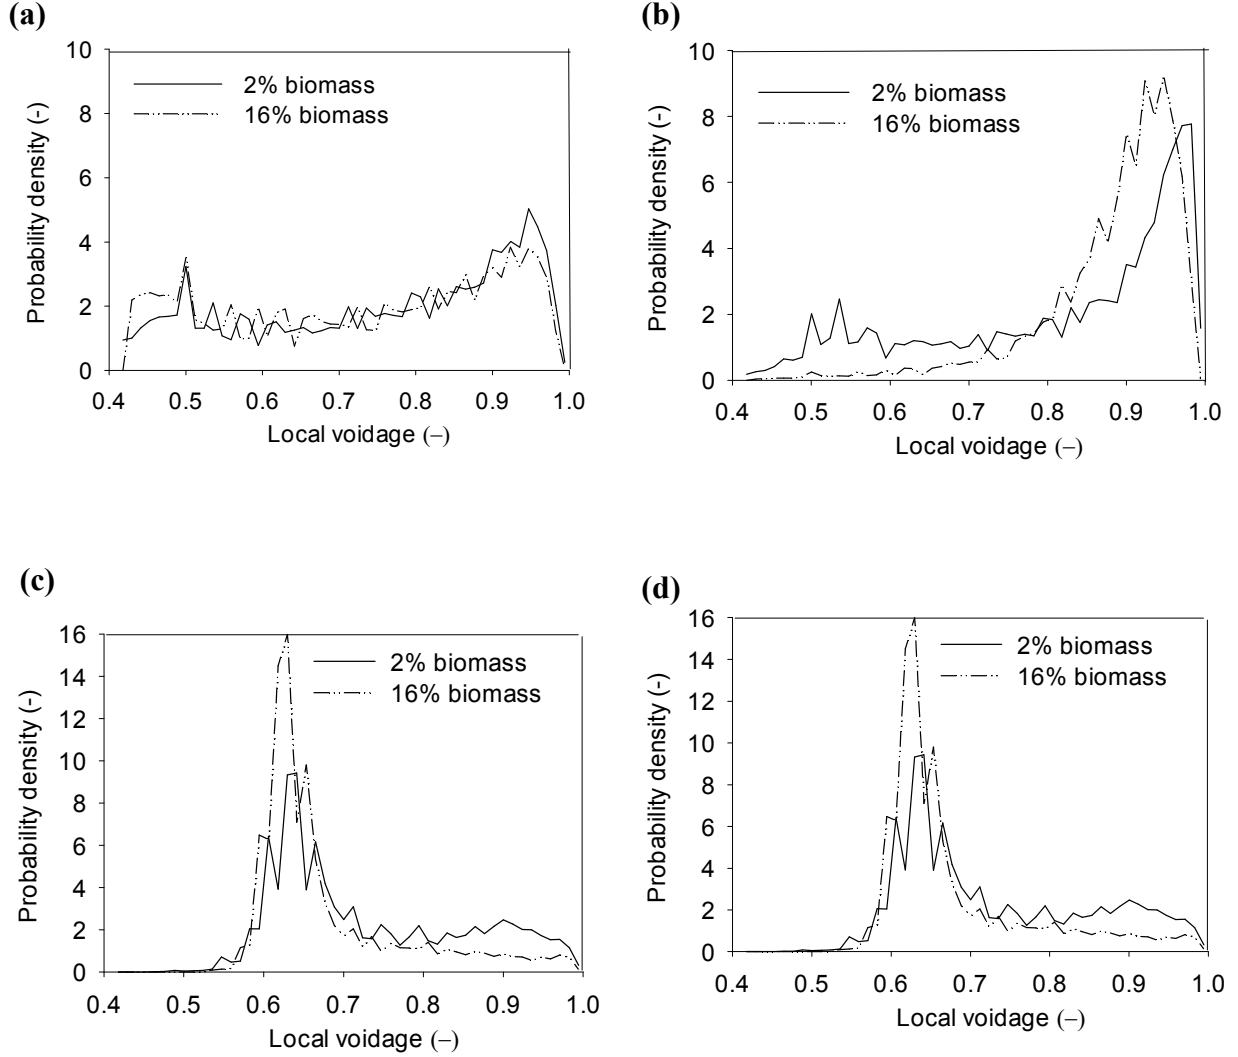 (a)
10
8
6
4
2
0
Probability density (-)
2% biomass
16% biomass
0.4 0.5 0.6 0.7 0.8 0.9 1.0
Local voidage (–)
(b)
10
8
6
4
2
0
Probability density (-)
2% biomass
16% biomass
0.4 0.5 0.6 0.7 0.8 0.9 1.0
Local voidage (–)
(c)
16
14
12
10
8
6
4
2
0
Probability density (-)
2% biomass
16% biomass
0.4 0.5 0.6 0.7 0.8 0.9 1.0
Local voidage (–)
(d)
16
14
12
10
8
6
4
2
0
Probability density (-)
2% biomass
16% biomass
0.4 0.5 0.6 0.7 0.8 0.9 1.0
Local voidage (–)